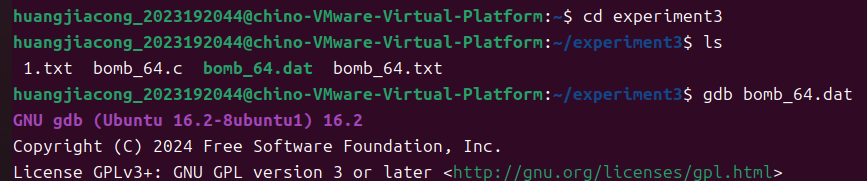 huangjiacong_2023192044@chino-VMware-Virtual-Platform:~$ cd experiment3
huangjiacong_2023192044@chino-VMware-Virtual-Platform:~/experiment3$ ls
1.txt  bomb_64.c  bomb_64.dat  bomb_64.txt
huangjiacong_2023192044@chino-VMware-Virtual-Platform:~/experiment3$ gdb bomb_64.dat
GNU gdb (Ubuntu 16.2-8ubuntu1) 16.2
Copyright (C) 2024 Free Software Foundation, Inc.
License GPLv3+: GNU GPL version 3 or later <http://gnu.org/licenses/gpl.html>